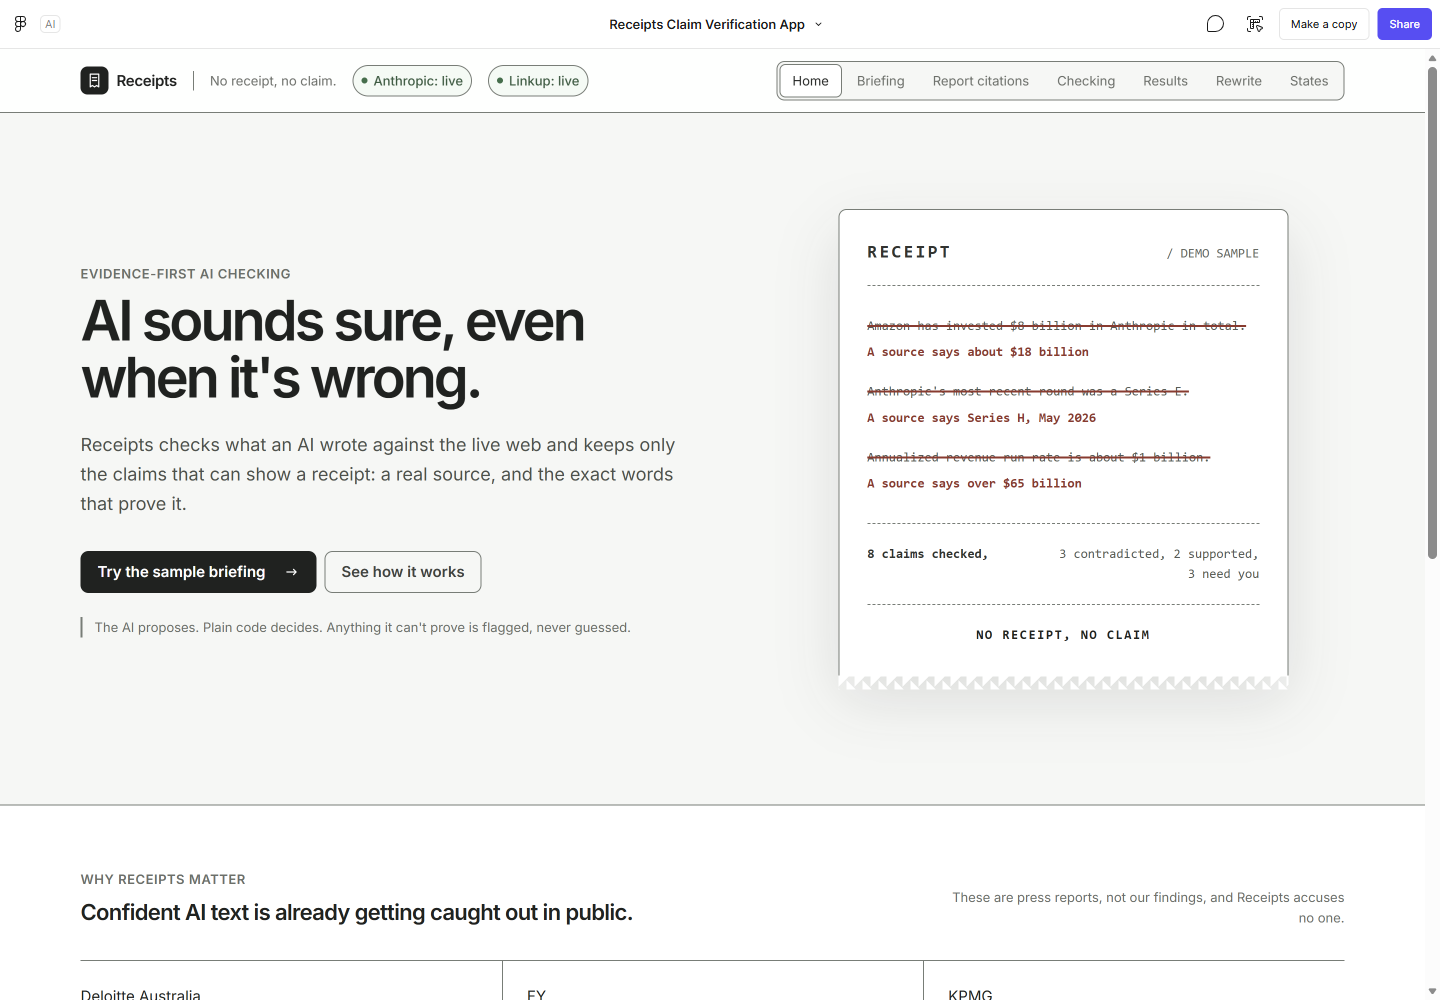 AI
Receipts Claim Verification App
Make a copy
Share
Receipts
No receipt, no claim.
Anthropic: live
Linkup: live
Home
Briefing
Report citations
Checking
Results
Rewrite
States
EVIDENCE-FIRST AI CHECKING
AI sounds sure, even
when it's wrong.
Receipts checks what an AI wrote against the live web and keeps only
the claims that can show a receipt: a real source, and the exact words
that prove it.
Try the sample briefing →
See how it works
The AI proposes. Plain code decides. Anything it can't prove is flagged, never guessed.
RECEIPT
/ DEMO SAMPLE
Amazon has invested $8 billion in Anthropic in total.
A source says about $18 billion
Anthropic's most recent round was a Series E.
A source says Series H, May 2026
Annualized revenue run rate is about $1 billion.
A source says over $65 billion
8 claims checked,
3 contradicted, 2 supported,
3 need you
NO RECEIPT, NO CLAIM
WHY RECEIPTS MATTER
Confident AI text is already getting caught out in public.
These are press reports, not our findings, and Receipts accuses
no one.
Deloitte Australia
EY
KPMG